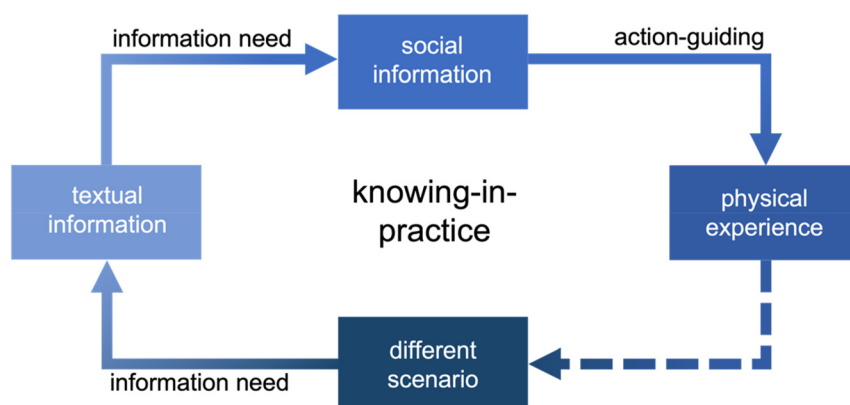 information need
social
information
action-guiding
textual
information
knowing-in-
practice
physical
experience
different
scenario
information need